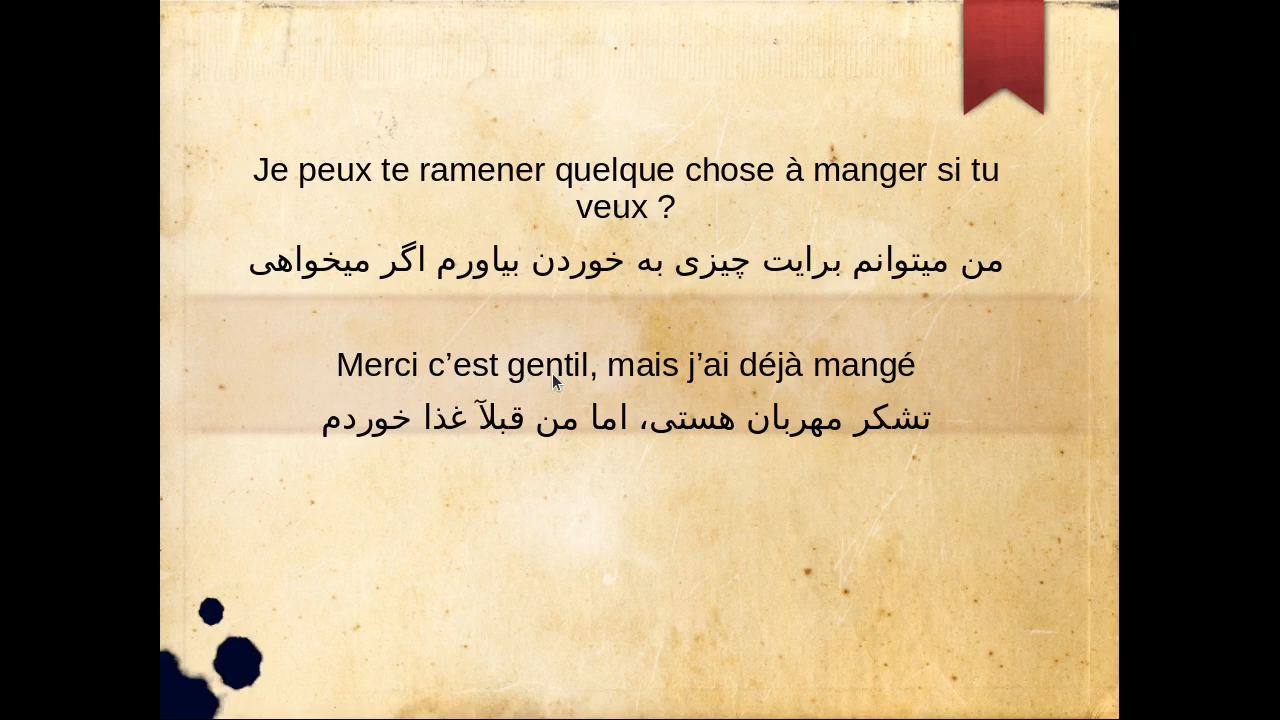 Je peux te ramener quelque chose à manger si tu
veux ?
من میتوانم برایت چیزی به خوردن بیاورم اگر میخواهی
Merci c’est gentil, mais j’ai déjà mangé
تشکر مهربان هستی، اما من قبلآ غذا خوردم